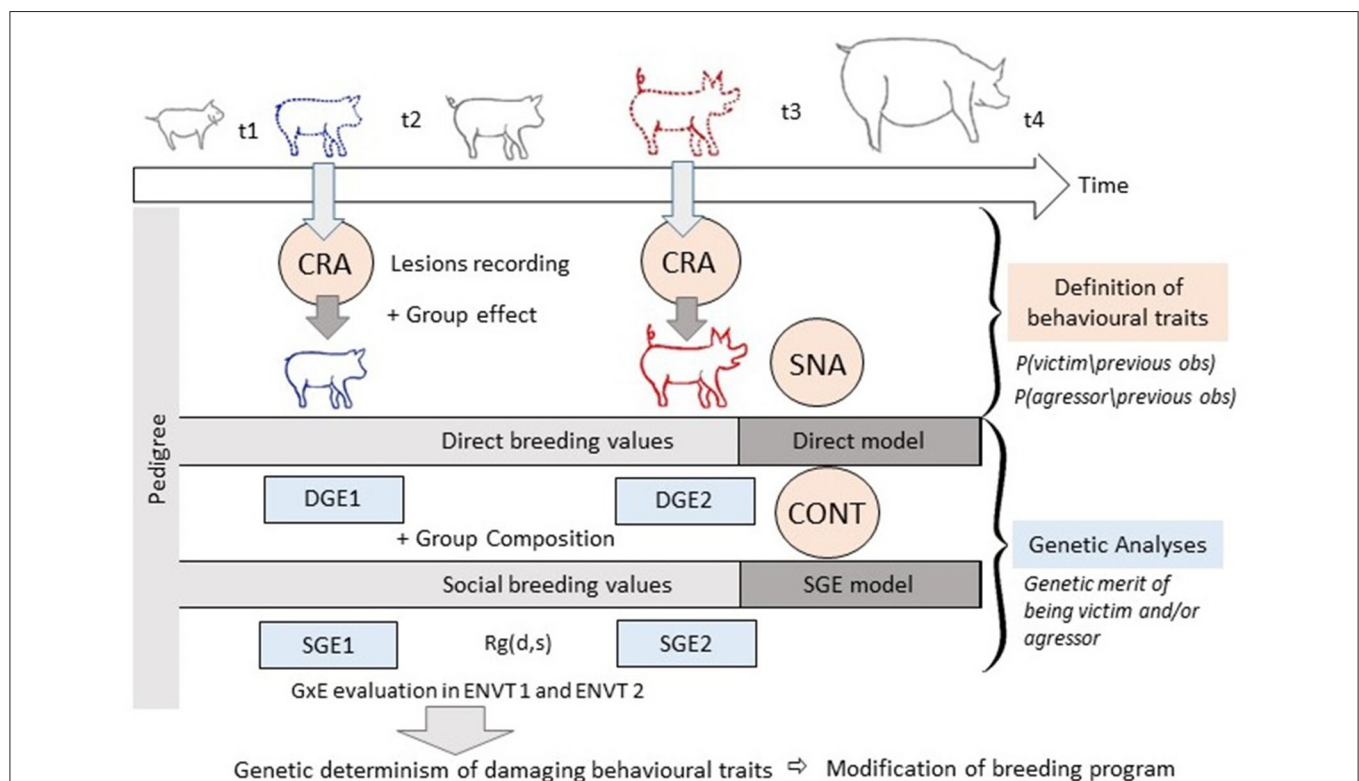 t1
t2
t3
t4
Time
CRA
Lesions recording
CRA
+ Group effect
SNA
Definition of
behavioural traits
P(victim\previous obs)
P(agressor\previous obs)
Pedigree
Direct breeding values
Direct model
DGE1
DGE2
CONT
+ Group Composition
Genetic Analyses
Social breeding values
SGE model
Genetic merit of
being victim and/or
agressor
SGE1
Rg(d,s)
SGE2
GxE evaluation in ENVT 1 and ENVT 2
Genetic determinism of damaging behavioural traits ⇨ Modification of breeding program